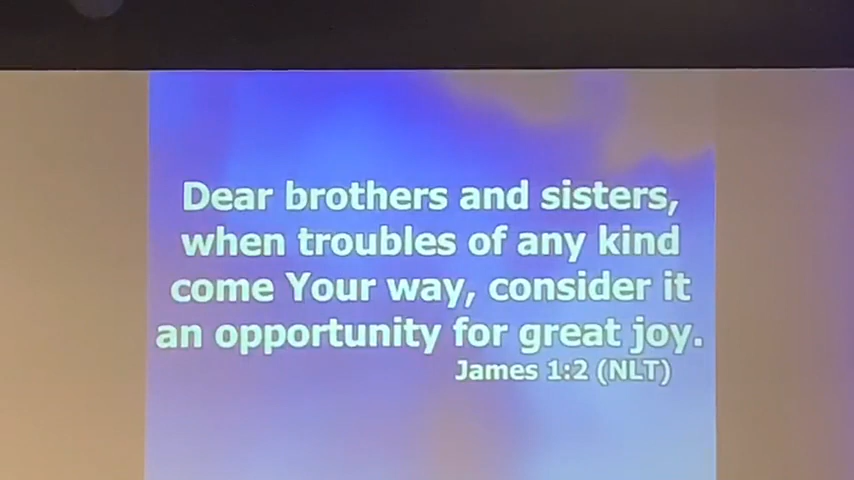 Dear brothers and sisters,
when troubles of any kind
come Your way, consider it
an opportunity for great joy.
James 1:2 (NLT)